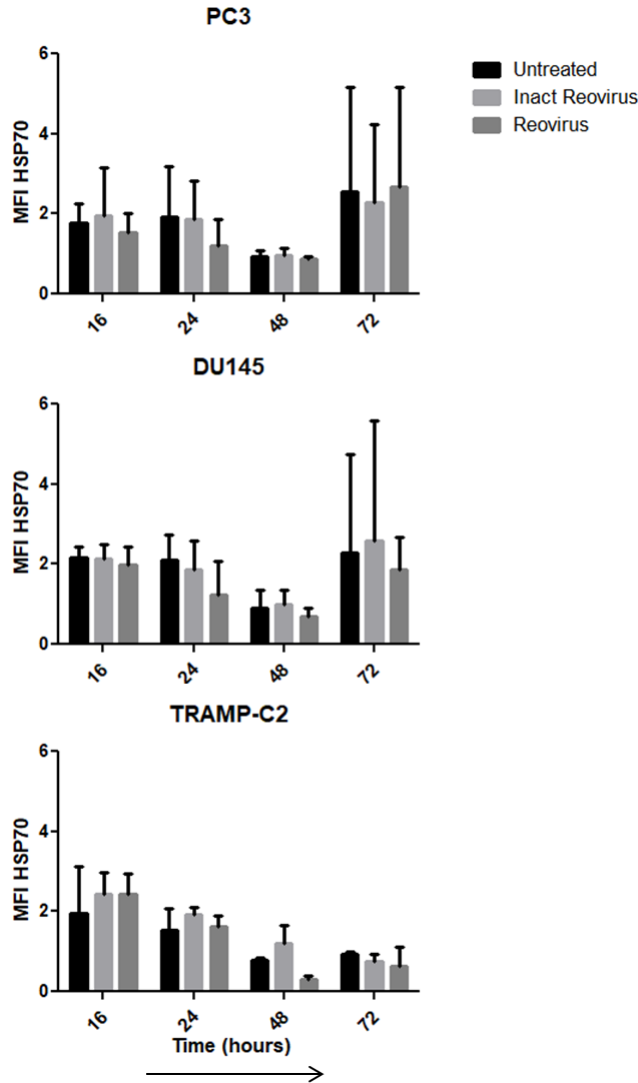 PC3
Untreated
Inact Reovirus
Reovirus
MFI HSP70
6
4
2
0
16
24
48
72
DU145
MFI HSP70
6
4
2
0
16
24
48
72
TRAMP-C2
MFI HSP70
6
4
2
0
16
24
48
72
Time (hours)